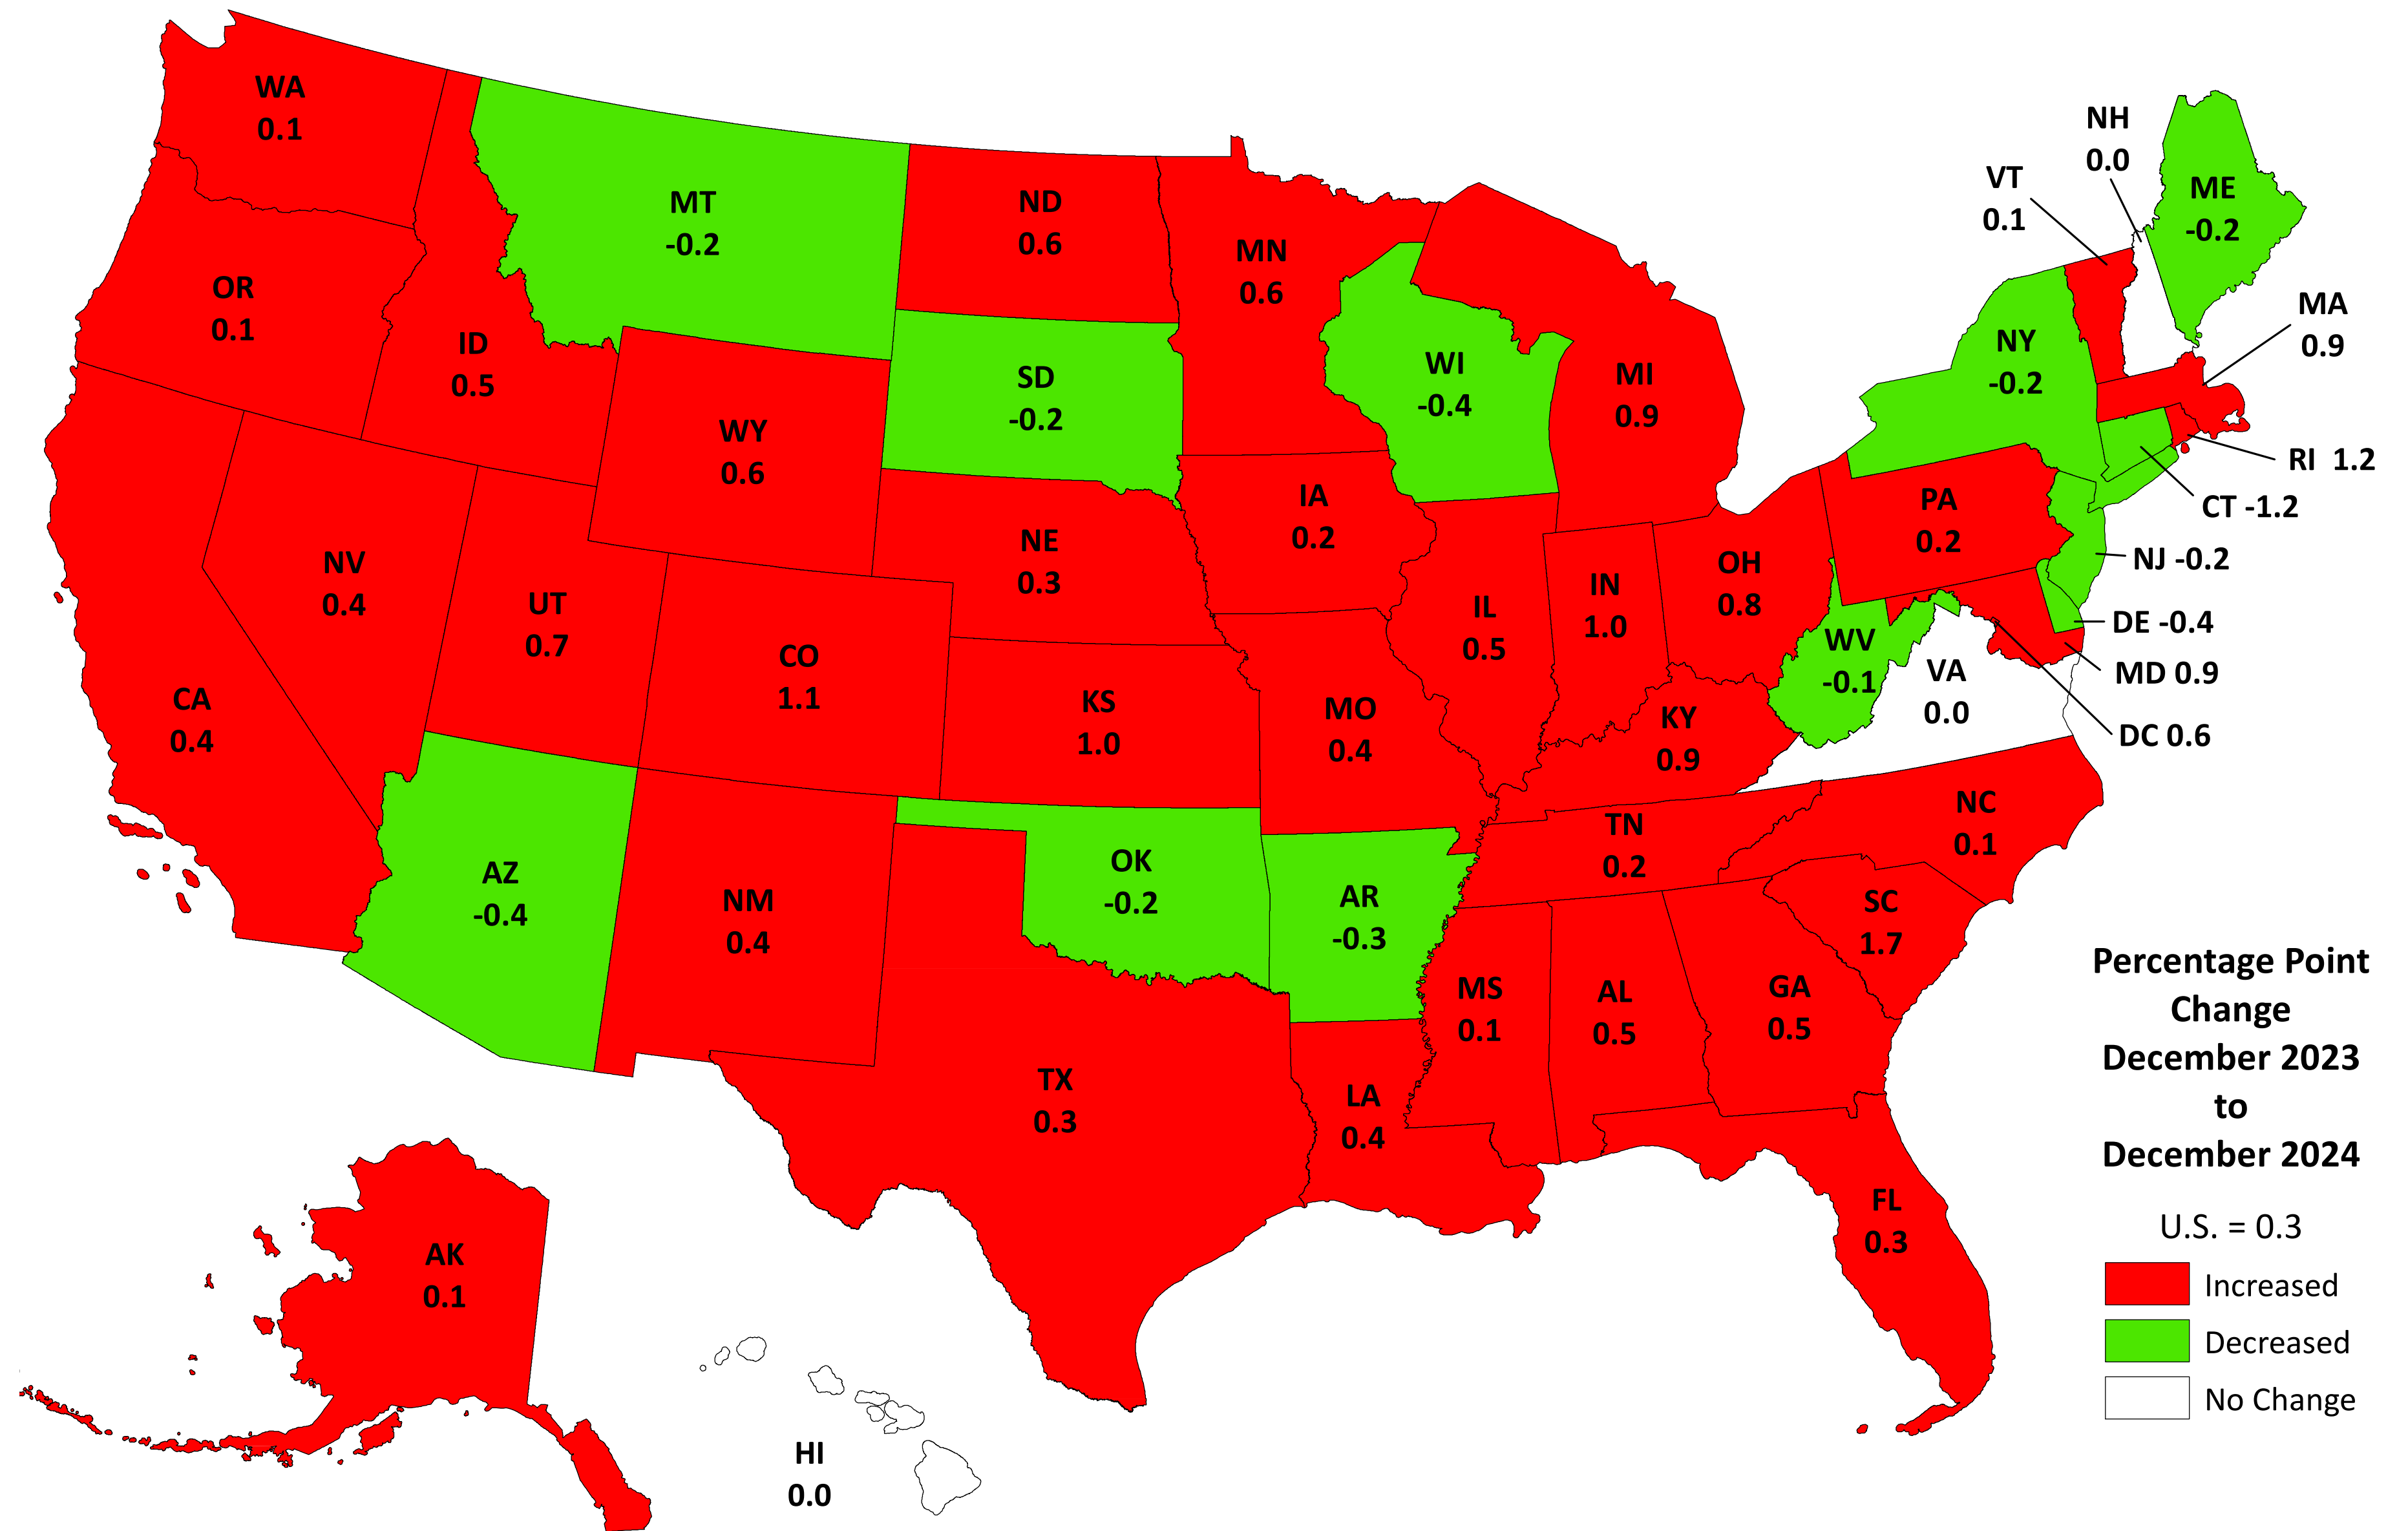 WA
0.1
OR
0.1
ID
0.5
MT
-0.2
ND
0.6
MN
0.6
SD
-0.2
WI
-0.4
MI
0.9
WY
0.6
NV
0.4
UT
0.7
CA
0.4
CO
1.1
NE
0.3
IA
0.2
KS
1.0
MO
0.4
IL
0.5
IN
1.0
OH
0.8
KY
0.9
WV
-0.1
VA
0.0
PA
0.2
NY
-0.2
VT
0.1
NH
0.0
ME
-0.2
MA
0.9
RI 1.2
CT -1.2
NJ -0.2
DE -0.4
MD 0.9
DC 0.6
AZ
-0.4
NM
0.4
OK
-0.2
AR
-0.3
TN
0.2
NC
0.1
SC
1.7
MS
0.1
AL
0.5
GA
0.5
TX
0.3
LA
0.4
FL
0.3
AK
0.1
HI
0.0
Percentage Point
Change
December 2023
to
December 2024
U.S. = 0.3
Increased
Decreased
No Change